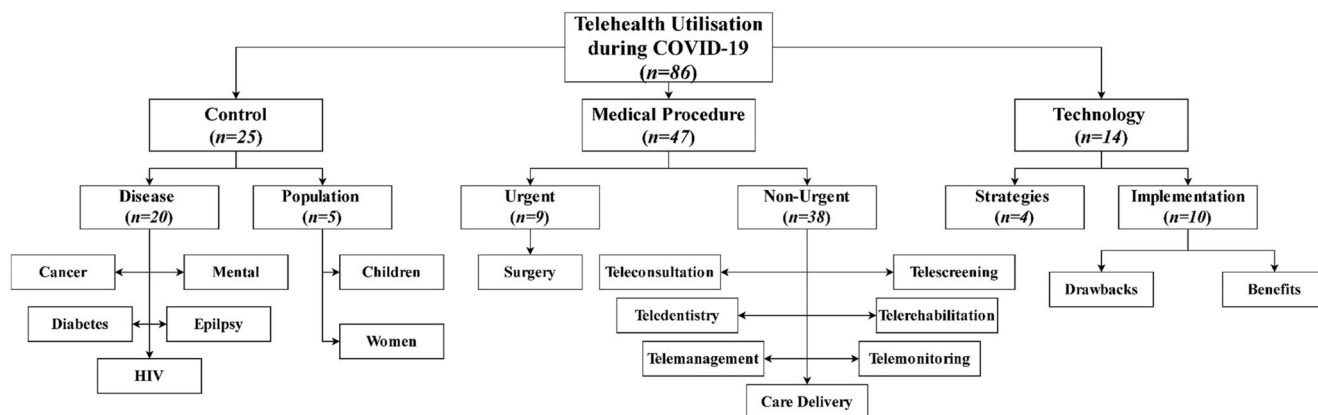 Telehealth Utilisation
during COVID-19
(n=86)
Control
(n=25)
Medical Procedure
(n=47)
Technology
(n=14)
Disease
(n=20)
Population
(n=5)
Urgent
(n=9)
Non-Urgent
(n=38)
Strategies
(n=4)
Implementation
(n=10)
Cancer
Mental
Children
Surgery
Teleconsultation
Telescreening
Drawbacks
Benefits
Diabetes
Epilpsy
Women
Teledentistry
Telerehabilitation
HIV
Telemanagement
Telemonitoring
Care Delivery